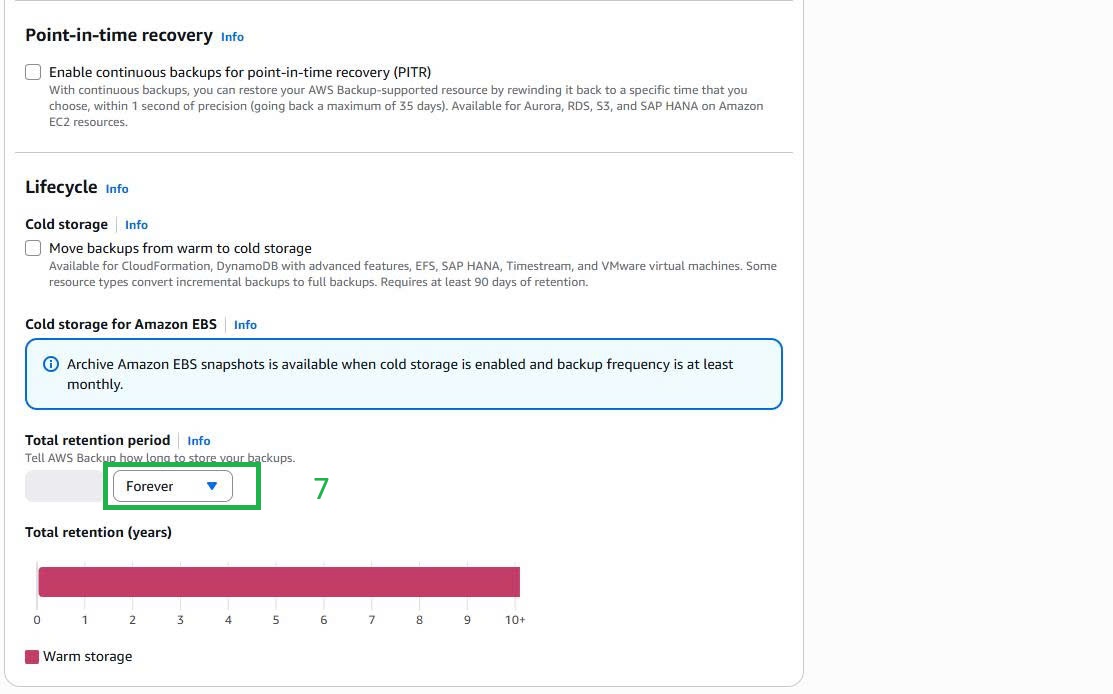 Point-in-time recovery Info
Enable continuous backups for point-in-time recovery (PITR)
With continuous backups, you can restore your AWS Backup-supported resource by rewinding it back to a specific time that you
choose, within 1 second of precision (going back a maximum of 35 days). Available for Aurora, RDS, S3, and SAP HANA on Amazon
EC2 resources.
Lifecycle Info
Cold storage Info
Move backups from warm to cold storage
Available for CloudFormation, DynamoDB with advanced features, EFS, SAP HANA, Timestream, and VMware virtual machines. Some
resource types convert incremental backups to full backups. Requires at least 90 days of retention.
Cold storage for Amazon EBS Info
Archive Amazon EBS snapshots is available when cold storage is enabled and backup frequency is at least
monthly.
Total retention period Info
Tell AWS Backup how long to store your backups.
Forever 7
Total retention (years)
0 1 2 3 4 5 6 7 8 9 10+
Warm storage